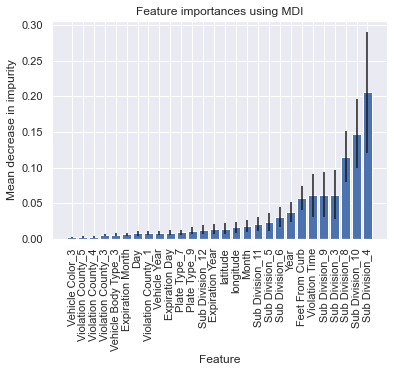 Feature importances using MDI
Mean decrease in impurity
0.30
0.25
0.20
0.15
0.10
0.05
0.00
Vehicle Color_3
Violation County_5
Violation County_4
Violation County_3
Vehicle Body Type_3
Expiration Month
Day
Violation County_1
Vehicle Year
Expiration Day
Plate Type_7
Plate Type_9
Sub Division_12
Expiration Year
latitude
longitude
Month
Sub Division_11
Sub Division_5
Sub Division_6
Year
Feet From Curb
Violation Time
Sub Division_9
Sub Division_3
Sub Division_8
Sub Division_10
Sub Division_4
Feature